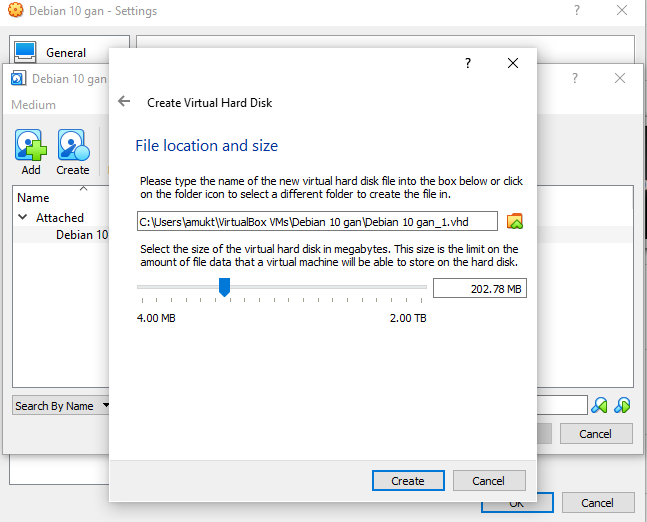 Debian 10 gan - Settings
General
Debian 10 gan
Medium
Add
Create
Name
Attached
Debian 10
Search By Name
Cancel
OK
Cancel
?
Create Virtual Hard Disk
File location and size
Please type the name of the new virtual hard disk file into the box below or click
on the folder icon to select a different folder to create the file in.
C:\Users\amukt\VirtualBox VMs\Debian 10 gan\Debian 10 gan_1.vhd
Select the size of the virtual hard disk in megabytes. This size is the limit on the
amount of file data that a virtual machine will be able to store on the hard disk.
202.78 MB
4.00 MB
2.00 TB
Create
Cancel